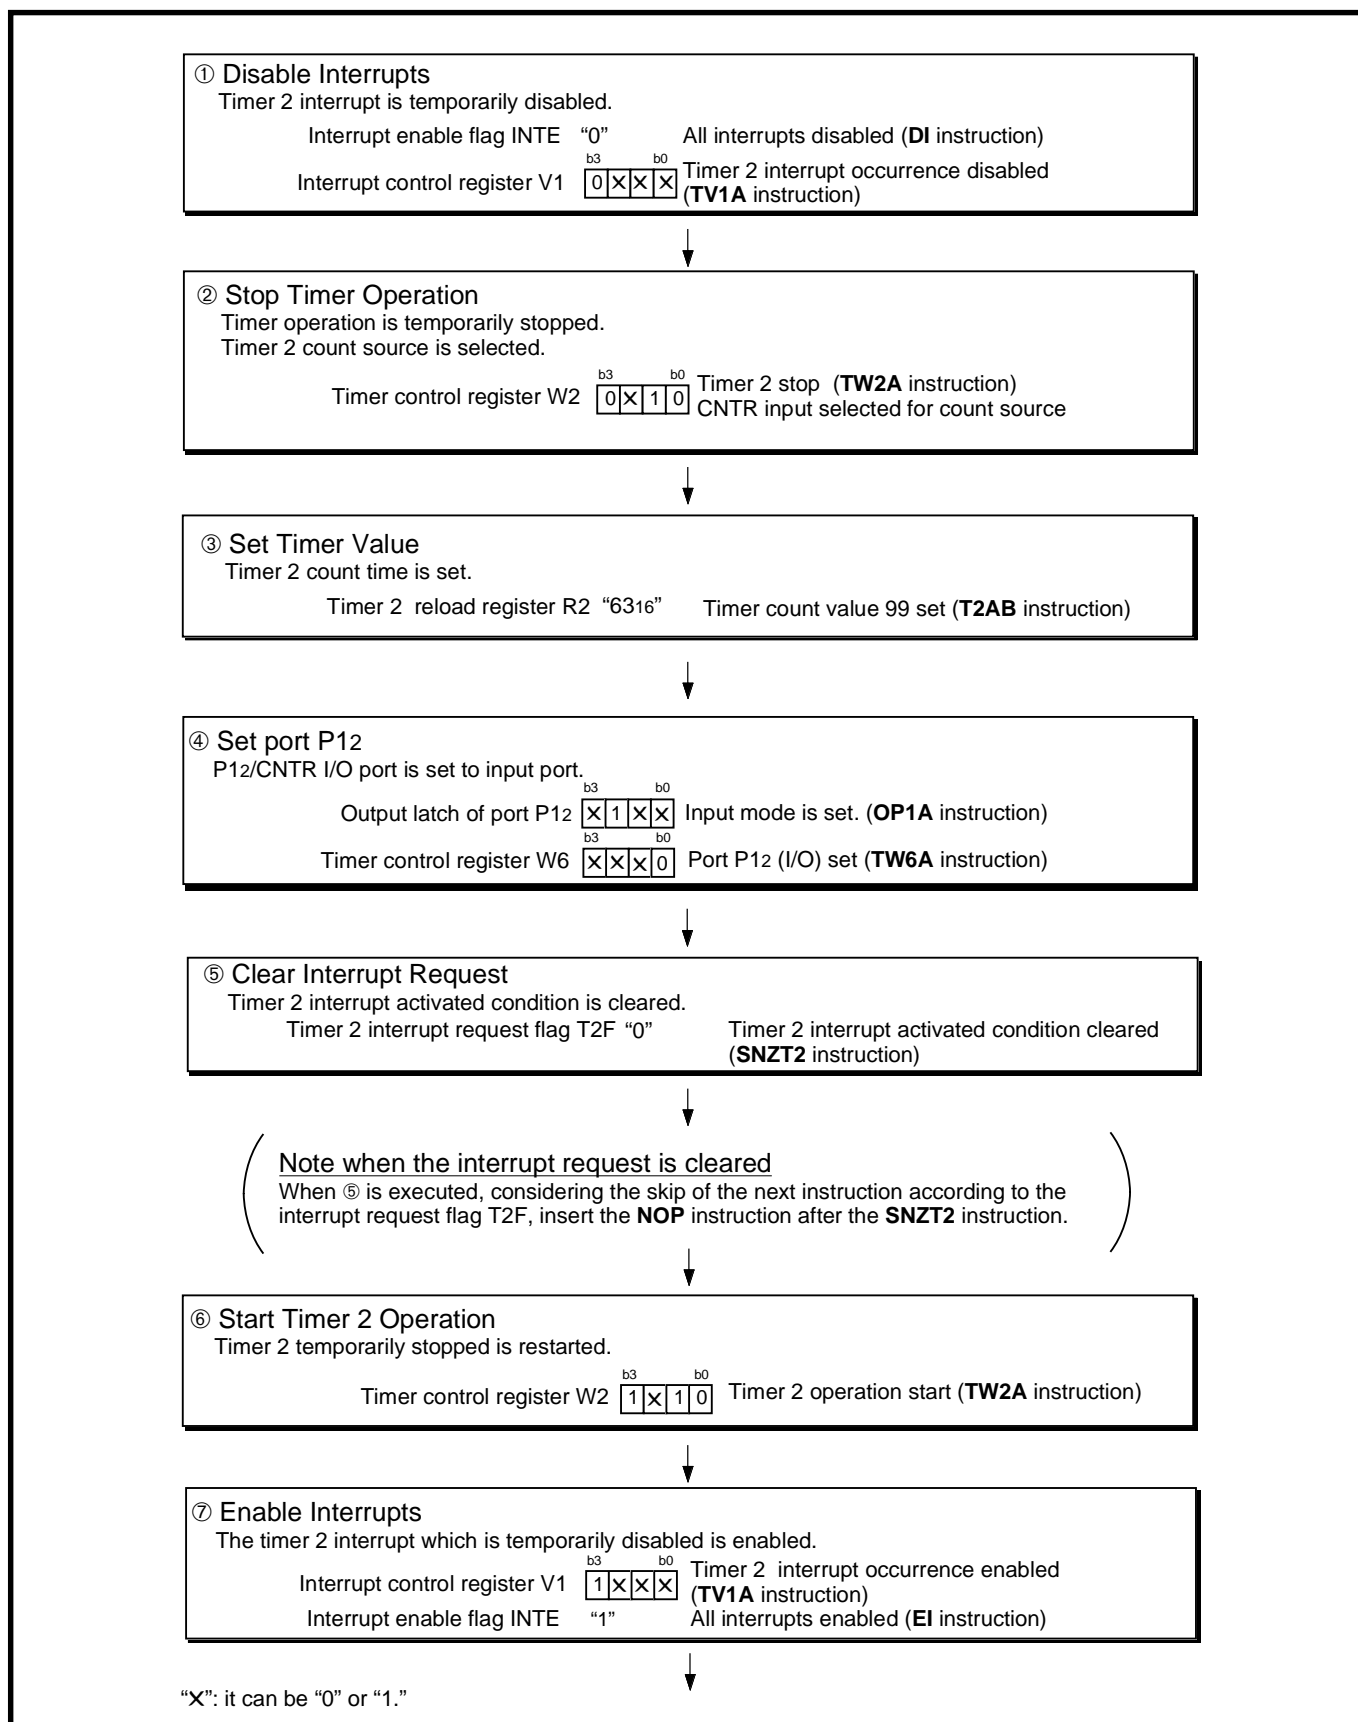 ① Disable Interrupts
Timer 2 interrupt is temporarily disabled.
Interrupt enable flag INTE “0” All interrupts disabled (DI instruction)
b3 b0
Interrupt control register V1 0 X X X Timer 2 interrupt occurrence disabled
(TV1A instruction)
② Stop Timer Operation
Timer operation is temporarily stopped.
Timer 2 count source is selected.
b3 b0
Timer control register W2 0 X 1 0 Timer 2 stop (TW2A instruction)
CNTR input selected for count source
③ Set Timer Value
Timer 2 count time is set.
Timer 2 reload register R2 “6316” Timer count value 99 set (T2AB instruction)
④ Set port P12
P12/CNTR I/O port is set to input port.
b3 b0
Output latch of port P12 X 1 X X Input mode is set. (OP1A instruction)
b3 b0
Timer control register W6 X X X 0 Port P12 (I/O) set (TW6A instruction)
⑤ Clear Interrupt Request
Timer 2 interrupt activated condition is cleared.
Timer 2 interrupt request flag T2F “0” Timer 2 interrupt activated condition cleared
(SNZT2 instruction)
Note when the interrupt request is cleared
When ⑤ is executed, considering the skip of the next instruction according to the
interrupt request flag T2F, insert the NOP instruction after the SNZT2 instruction.
⑥ Start Timer 2 Operation
Timer 2 temporarily stopped is restarted.
b3 b0
Timer control register W2 1 X 1 0 Timer 2 operation start (TW2A instruction)
⑦ Enable Interrupts
The timer 2 interrupt which is temporarily disabled is enabled.
b3 b0
Interrupt control register V1 1 X X X Timer 2 interrupt occurrence enabled
(TV1A instruction)
Interrupt enable flag INTE “1” All interrupts enabled (EI instruction)
“X”: it can be “0” or “1.”